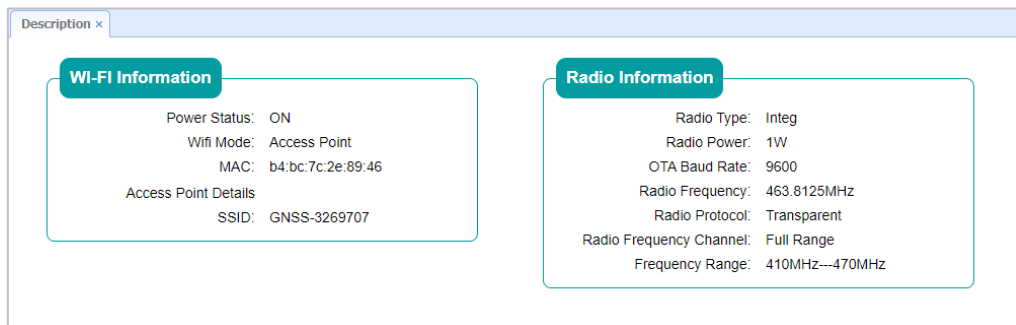 Description ×
WI-FI Information
Power Status: ON
Wifi Mode: Access Point
MAC: b4:bc:7c:2e:89:46
Access Point Details
SSID: GNSS-3269707
Radio Information
Radio Type: Integ
Radio Power: 1W
OTA Baud Rate: 9600
Radio Frequency: 463.8125MHz
Radio Protocol: Transparent
Radio Frequency Channel: Full Range
Frequency Range: 410MHz---470MHz